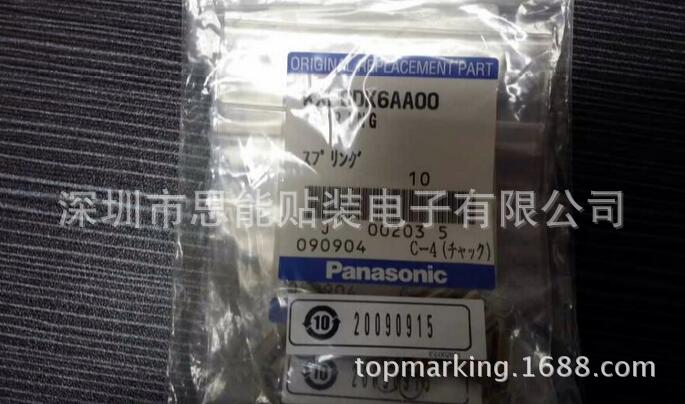 ORIGINAL REPLACEMENT PART
スプリング
10
深圳市思能贴装电子有限公司
00203 5
090904 C-4(チャック)
Panasonic
10 20090915
topmarking.1688.com